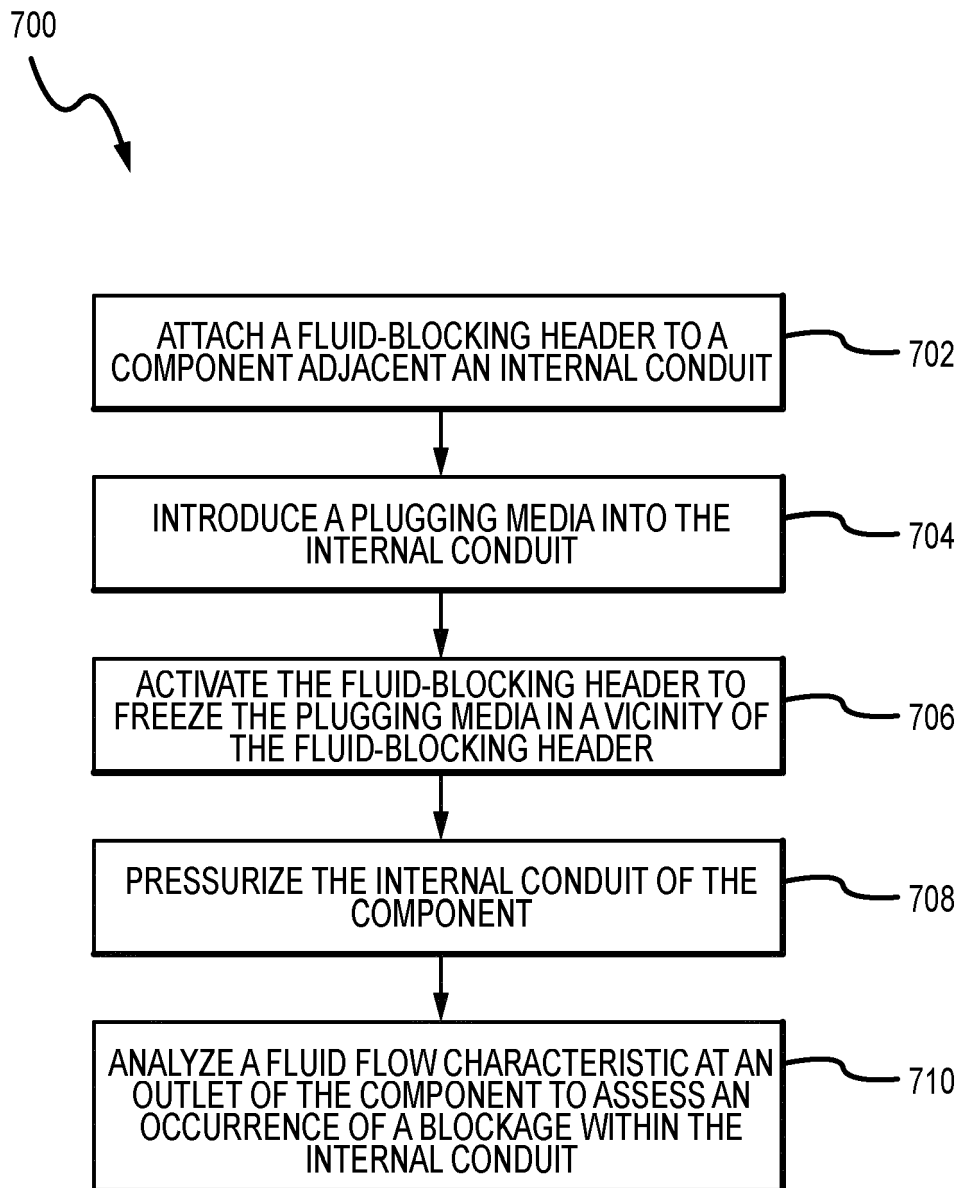 700
ATTACH A FLUID-BLOCKING HEADER TO A
COMPONENT ADJACENT AN INTERNAL CONDUIT
702
INTRODUCE A PLUGGING MEDIA INTO THE
INTERNAL CONDUIT
704
ACTIVATE THE FLUID-BLOCKING HEADER TO
FREEZE THE PLUGGING MEDIA IN A VICINITY OF
THE FLUID-BLOCKING HEADER
706
PRESSURIZE THE INTERNAL CONDUIT OF THE
COMPONENT
708
ANALYZE A FLUID FLOW CHARACTERISTIC AT AN
OUTLET OF THE COMPONENT TO ASSESS AN
OCCURRENCE OF A BLOCKAGE WITHIN THE
INTERNAL CONDUIT
710